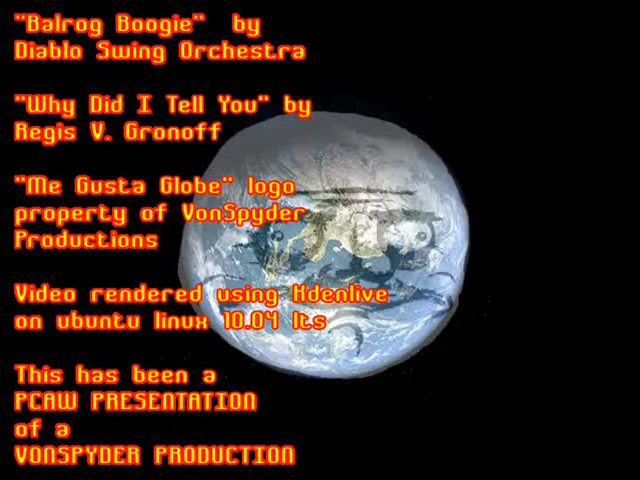 "Balrog Boogie" by
Diablo Swing Orchestra
"Why Did I Tell You" by
Regis V. Gronoff
"Me Gusta Globe" logo
property of VonSpyder
Productions
Video rendered using Kdenlive
on ubuntu linux 10.04 lts
This has been a
PCAW PRESENTATION
of a
VONSPYDER PRODUCTION